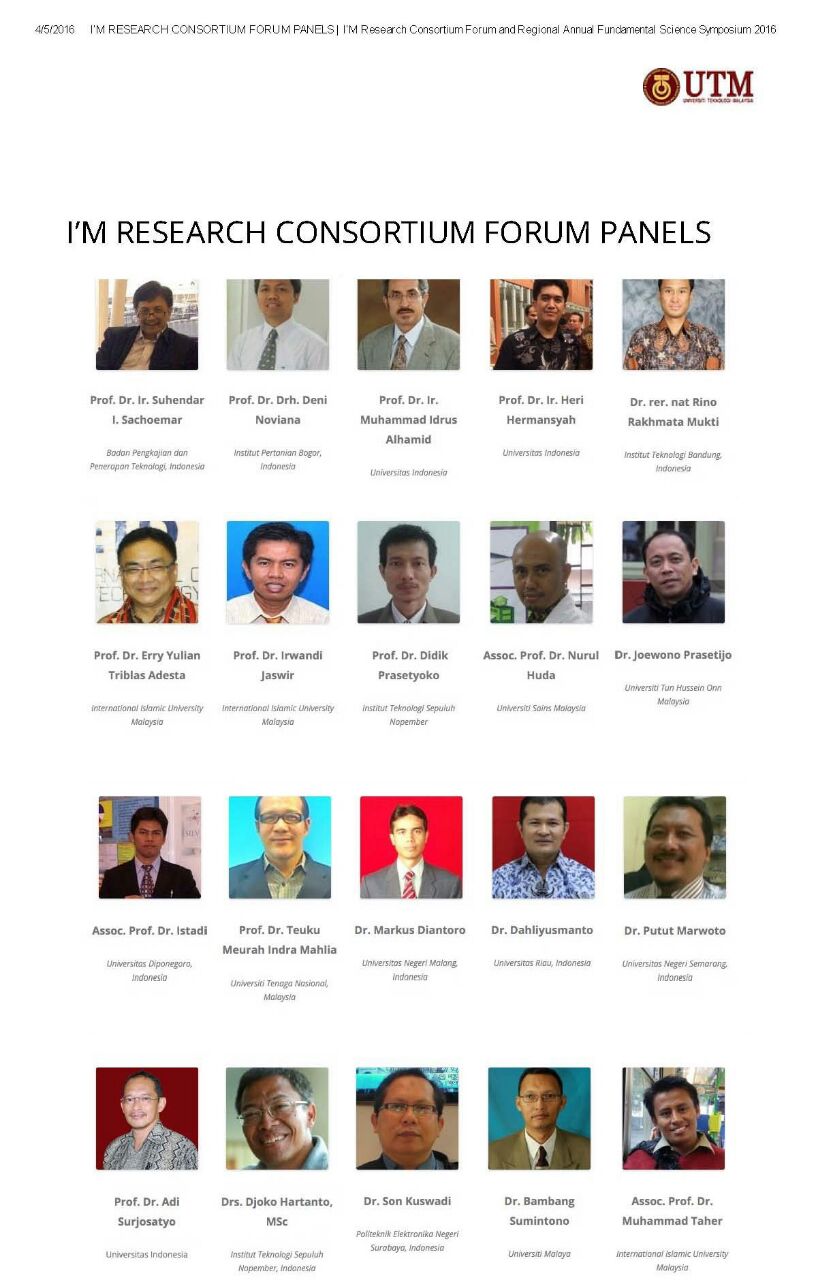 4/5/2016 I'M RESEARCH CONSORTIUM FORUM PANELS | I'M Research Consortium Forum and Regional Annual Fundamental Science Symposium 2016
UTM
UNIVERSITI TEKNOLOGI MALAYSIA
I'M RESEARCH CONSORTIUM FORUM PANELS
Prof. Dr. Ir. Suhendar
I. Sachoemar
Badan Pengkajian dan
Penerapan Teknologi, Indonesia
Prof. Dr. Drh. Deni
Noviana
Institut Pertanian Bogor,
Indonesia
Prof. Dr. Ir.
Muhammad Idrus
Alhamid
Universitas Indonesia
Prof. Dr. Ir. Heri
Hermansyah
Universitas Indonesia
Dr. rer. nat Rino
Rakhmata Mukti
Institut Teknologi Bandung,
Indonesia
Prof. Dr. Erry Yulian
Triblas Adesta
International Islamic University
Malaysia
Prof. Dr. Irwandi
Jaswir
International Islamic University
Malaysia
Prof. Dr. Didik
Prasetyoko
Institut Teknologi Sepuluh
Nopember
Assoc. Prof. Dr. Nurul
Huda
Universiti Sains Malaysia
Dr. Joewono Prasetijo
Universiti Tun Hussein Onn
Malaysia
Assoc. Prof. Dr. Istadi
Universitas Diponegoro,
Indonesia
Prof. Dr. Teuku
Meurah Indra Mahlia
Universiti Tenaga Nasional,
Malaysia
Dr. Markus Diantoro
Universitas Negeri Malang,
Indonesia
Dr. Dahliyusmanto
Universitas Riau, Indonesia
Dr. Putut Marwoto
Universitas Negeri Semarang,
Indonesia
Prof. Dr. Adi
Surjosatyo
Universitas Indonesia
Drs. Djoko Hartanto,
MSc
Institut Teknologi Sepuluh
Nopember, Indonesia
Dr. Son Kuswadi
Politeknik Elektronika Negeri
Surabaya, Indonesia
Dr. Bambang
Sumintono
Universiti Malaya
Assoc. Prof. Dr.
Muhammad Taher
International Islamic University
Malaysia